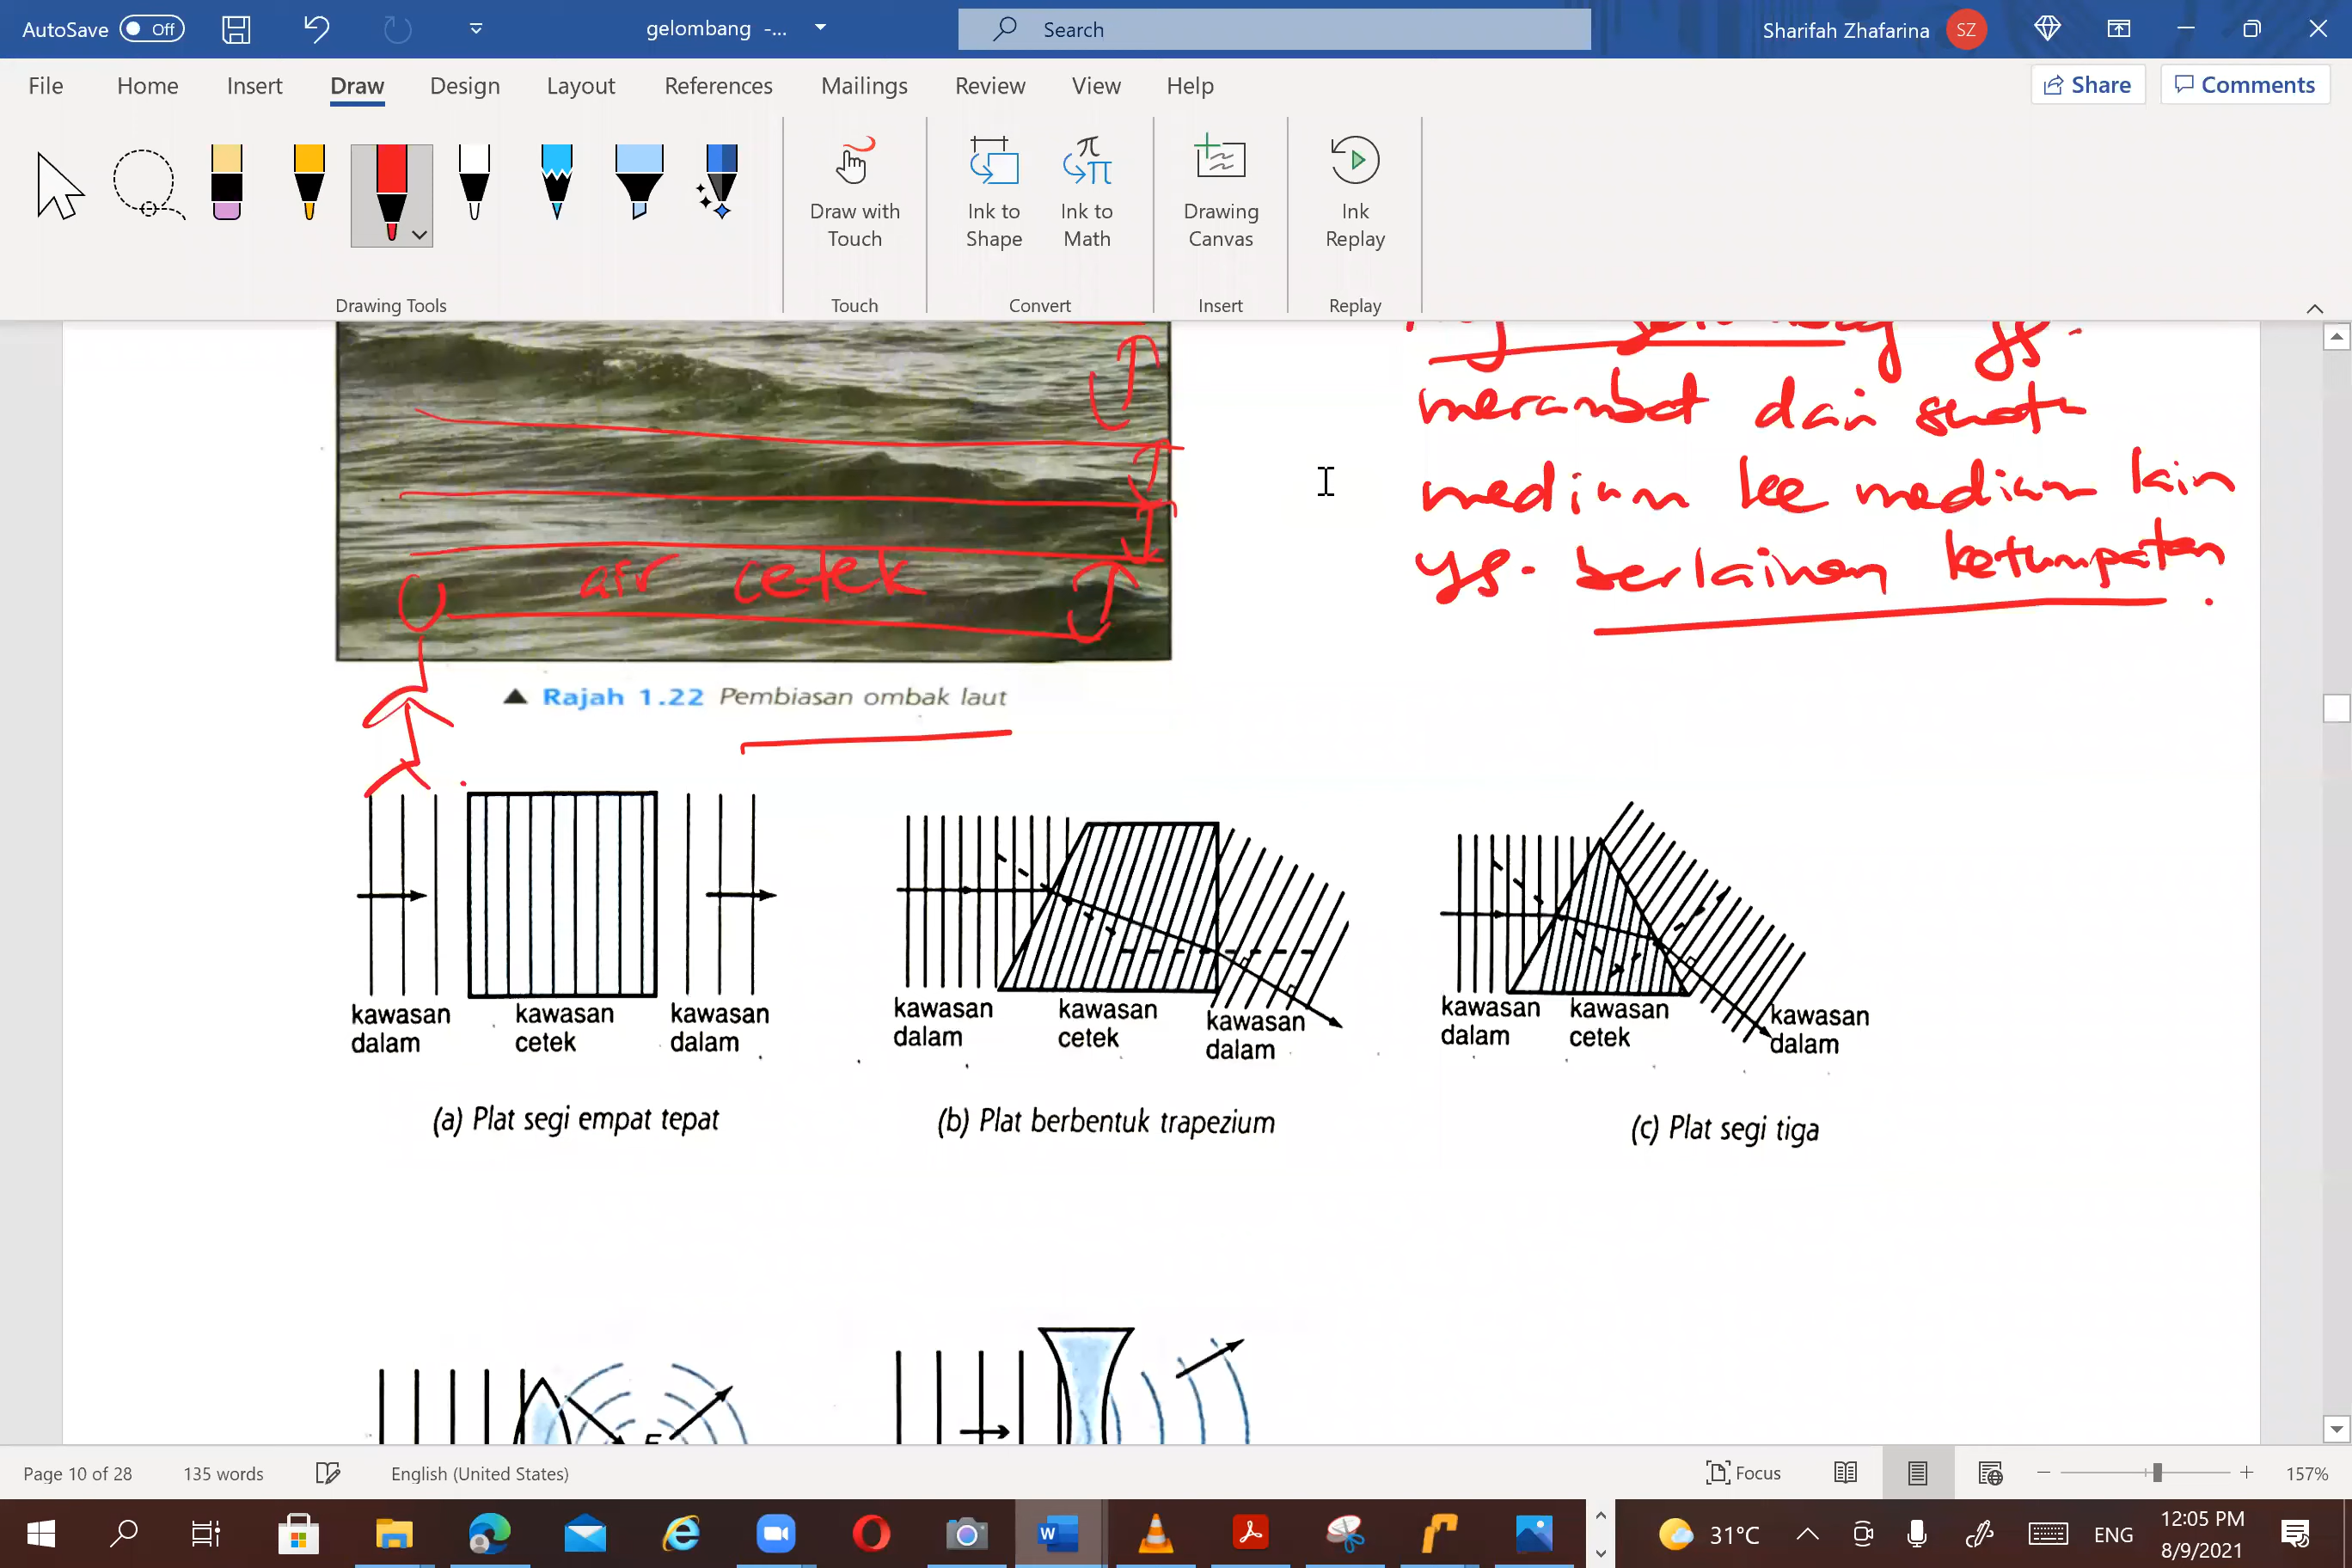 AutoSave Off gelombang -... Search Sharifah Zhafarina SZ
File Home Insert Draw Design Layout References Mailings Review View Help Share Comments
Draw with Touch Ink to Shape Ink to Math Drawing Canvas Ink Replay
Drawing Tools Touch Convert Insert Replay
merambat dari suatu
medium ke medium lain
yg. berlainan ketumpatan.
air cetek
▲ Rajah 1.22 Pembiasan ombak laut
kawasan dalam
kawasan cetek
kawasan dalam
(a) Plat segi empat tepat
kawasan dalam
kawasan cetek
kawasan dalam
(b) Plat berbentuk trapezium
kawasan dalam
kawasan cetek
kawasan dalam
(c) Plat segi tiga
Page 10 of 28 135 words English (United States) Focus 157%
31°C ENG 12:05 PM
8/9/2021